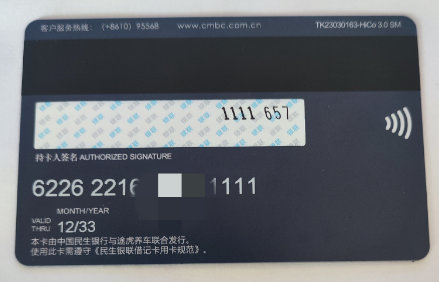 客户服务热线：（+8610）95568 www.cmbc.com.cn TK23030163-HiCo 3.0 SM
1111 657
持卡人签名 AUTHORIZED SIGNATURE
6226 2216 1111
MONTH/YEAR
VALID THRU 12/33
本卡由中国民生银行与途虎养车联合发行。
使用此卡需遵守《民生银联借记卡用卡规范》。